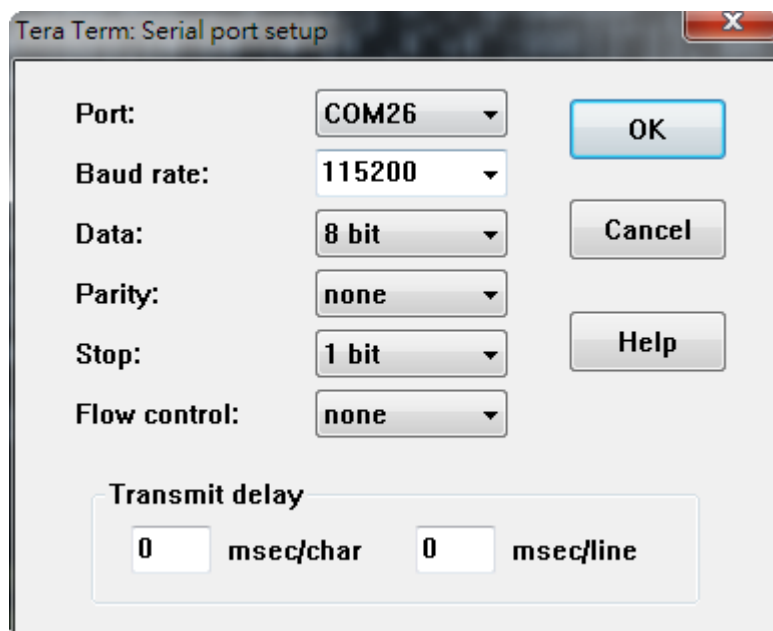 Tera Term: Serial port setup
Port: COM26 OK
Baud rate: 115200
Data: 8 bit Cancel
Parity: none
Stop: 1 bit Help
Flow control: none
Transmit delay
0 msec/char 0 msec/line